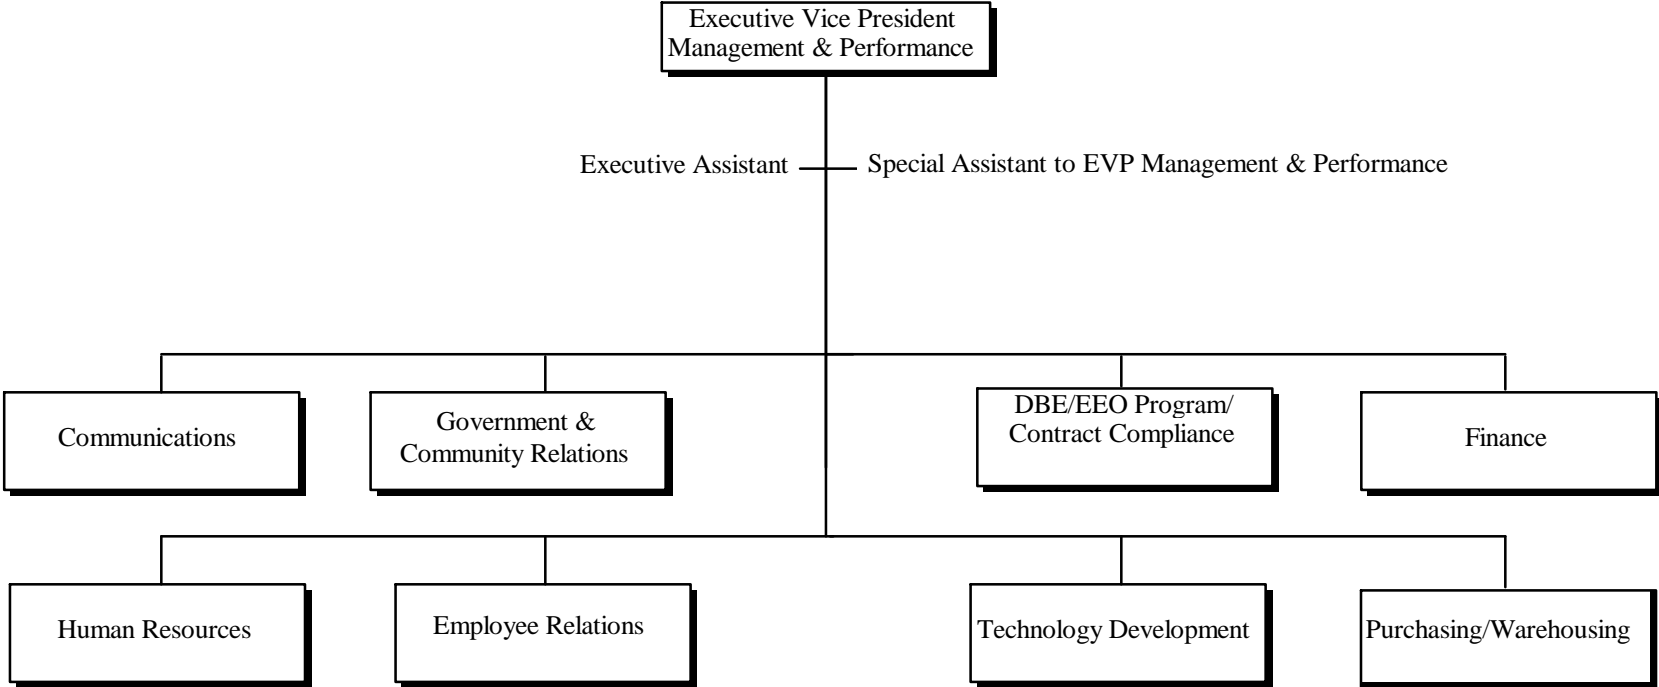 Executive Vice President
Management & Performance
Executive Assistant
Special Assistant to EVP Management & Performance
Communications
Government &
Community Relations
DBE/EEO Program/
Contract Compliance
Finance
Human Resources
Employee Relations
Technology Development
Purchasing/Warehousing